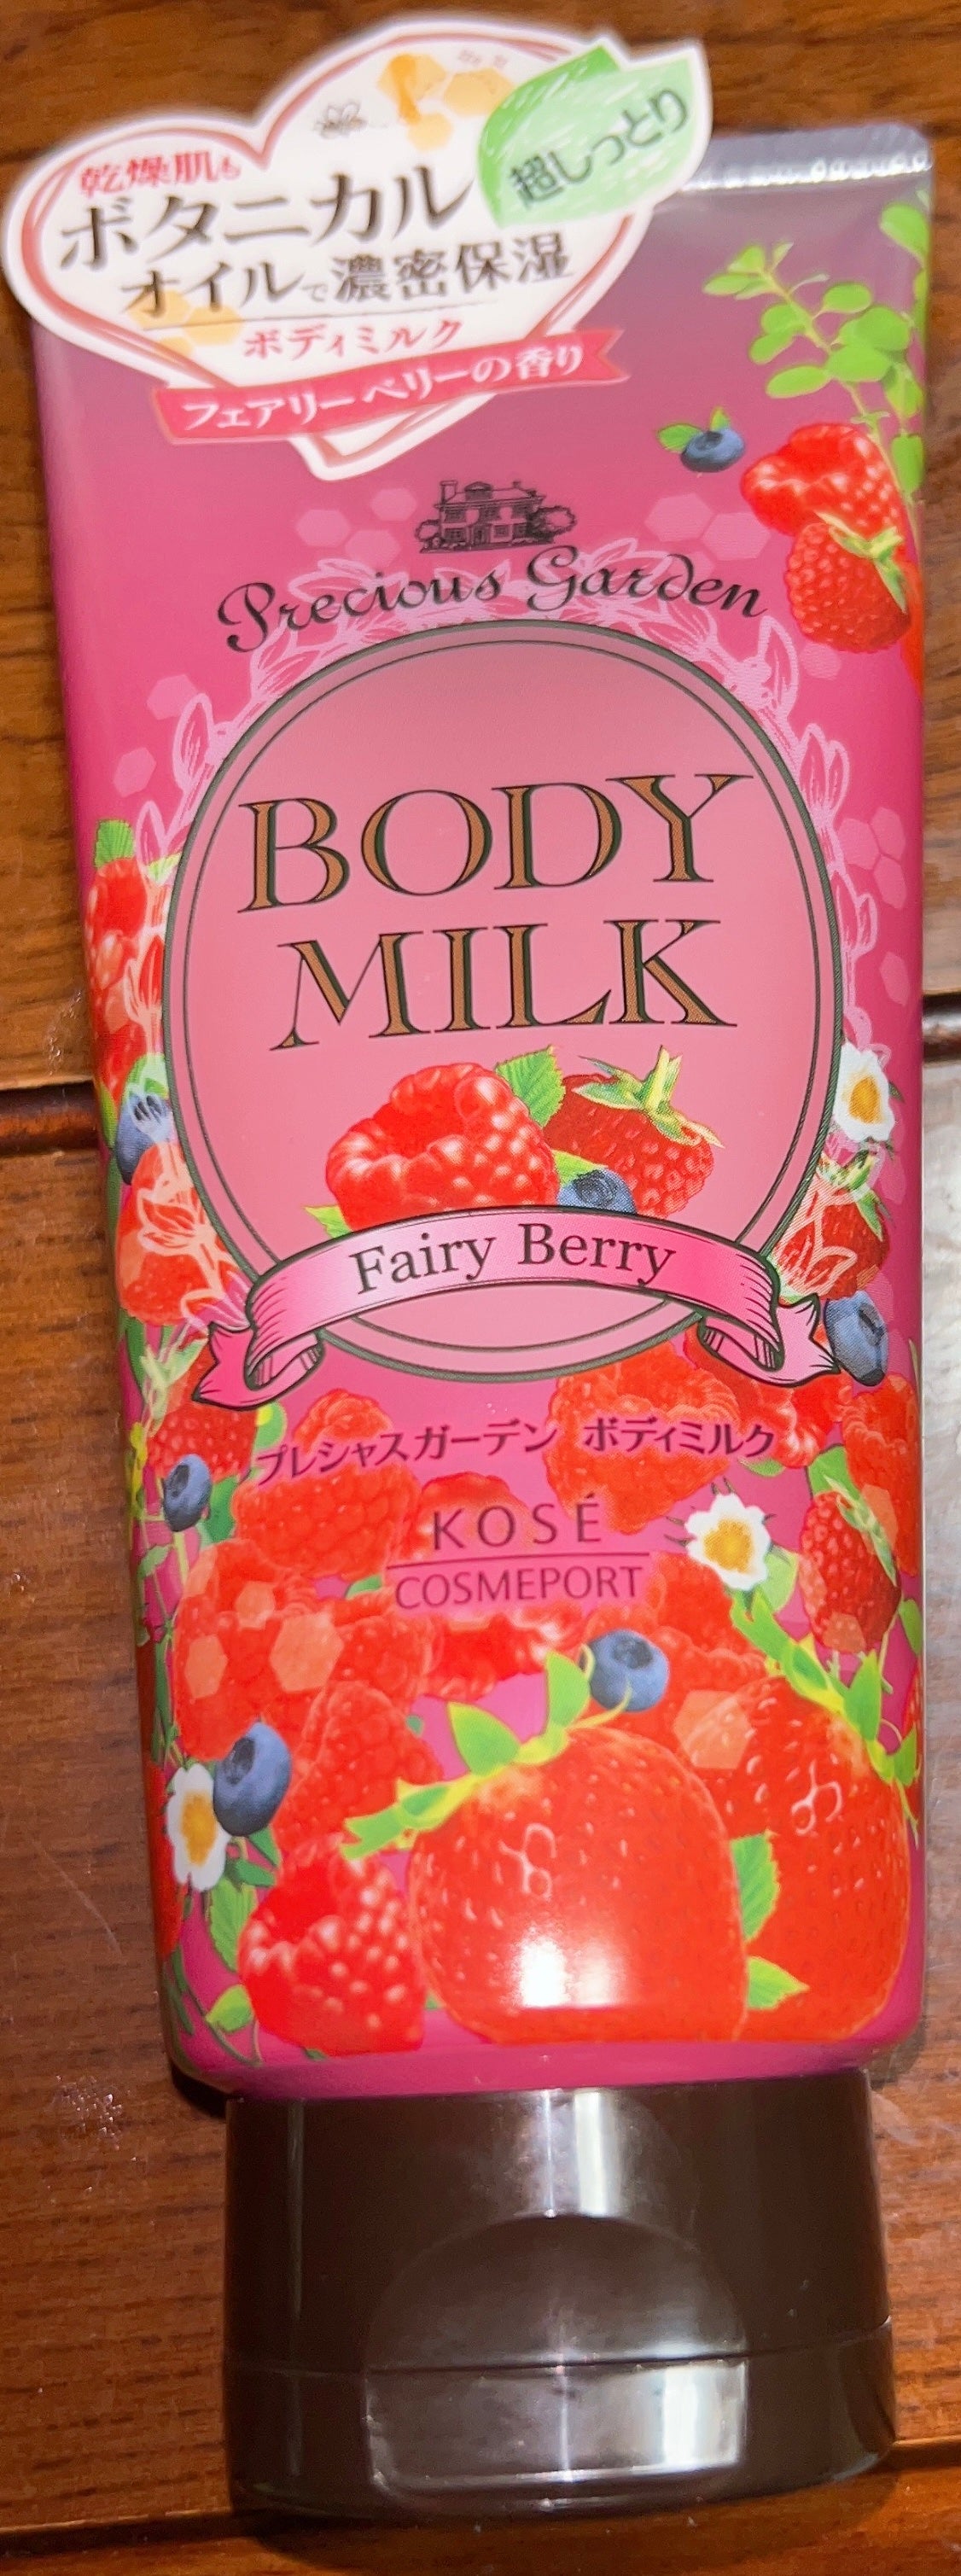 超しっとり
乾燥肌も
ボタニカル
オイルで濃密保湿
ボディミルク
フェアリーベリーの香り
Precious Garden
BODY
MILK
Fairy Berry
プレシャスガーデン ボディミルク
KOSÉ
COSMEPORT